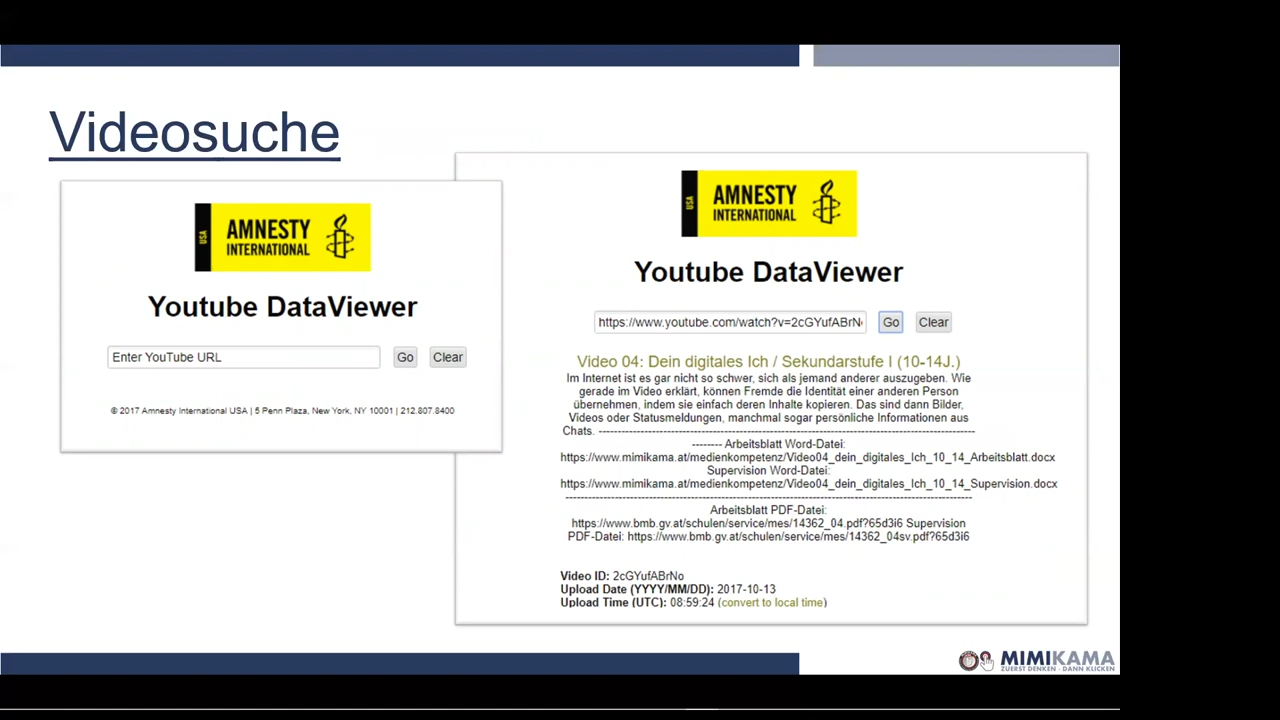 Videosuche
USA
AMNESTY
INTERNATIONAL
Youtube DataViewer
Enter YouTube URL Go Clear
© 2017 Amnesty International USA | 5 Penn Plaza, New York, NY 10001 | 212.807.8400
USA
AMNESTY
INTERNATIONAL
Youtube DataViewer
https://www.youtube.com/watch?v=2cGYufABrN Go Clear
Video 04: Dein digitales Ich / Sekundarstufe I (10-14J.)
Im Internet ist es gar nicht so schwer, sich als jemand anderer auszugeben. Wie
gerade im Video erklärt, können Fremde die Identität einer anderen Person
übernehmen, indem sie einfach deren Inhalte kopieren. Das sind dann Bilder,
Videos oder Statusmeldungen, manchmal sogar persönliche Informationen aus
Chats. --------------------------------------------------------------------------------
-------- Arbeitsblatt Word-Datei:
https://www.mimikama.at/medienkompetenz/Video04_dein_digitales_Ich_10_14_Arbeitsblatt.docx
Supervision Word-Datei:
https://www.mimikama.at/medienkompetenz/Video04_dein_digitales_Ich_10_14_Supervision.docx
----------------------------------------------------------------------------------------
Arbeitsblatt PDF-Datei:
https://www.bmb.gv.at/schulen/service/mes/14362_04.pdf?65d3i6 Supervision
PDF-Datei: https://www.bmb.gv.at/schulen/service/mes/14362_04sv.pdf?65d3i6
Video ID: 2cGYufABrNo
Upload Date (YYYY/MM/DD): 2017-10-13
Upload Time (UTC): 08:59:24 (convert to local time)
MIMIKAMA
ZUERST DENKEN - DANN KLICKEN